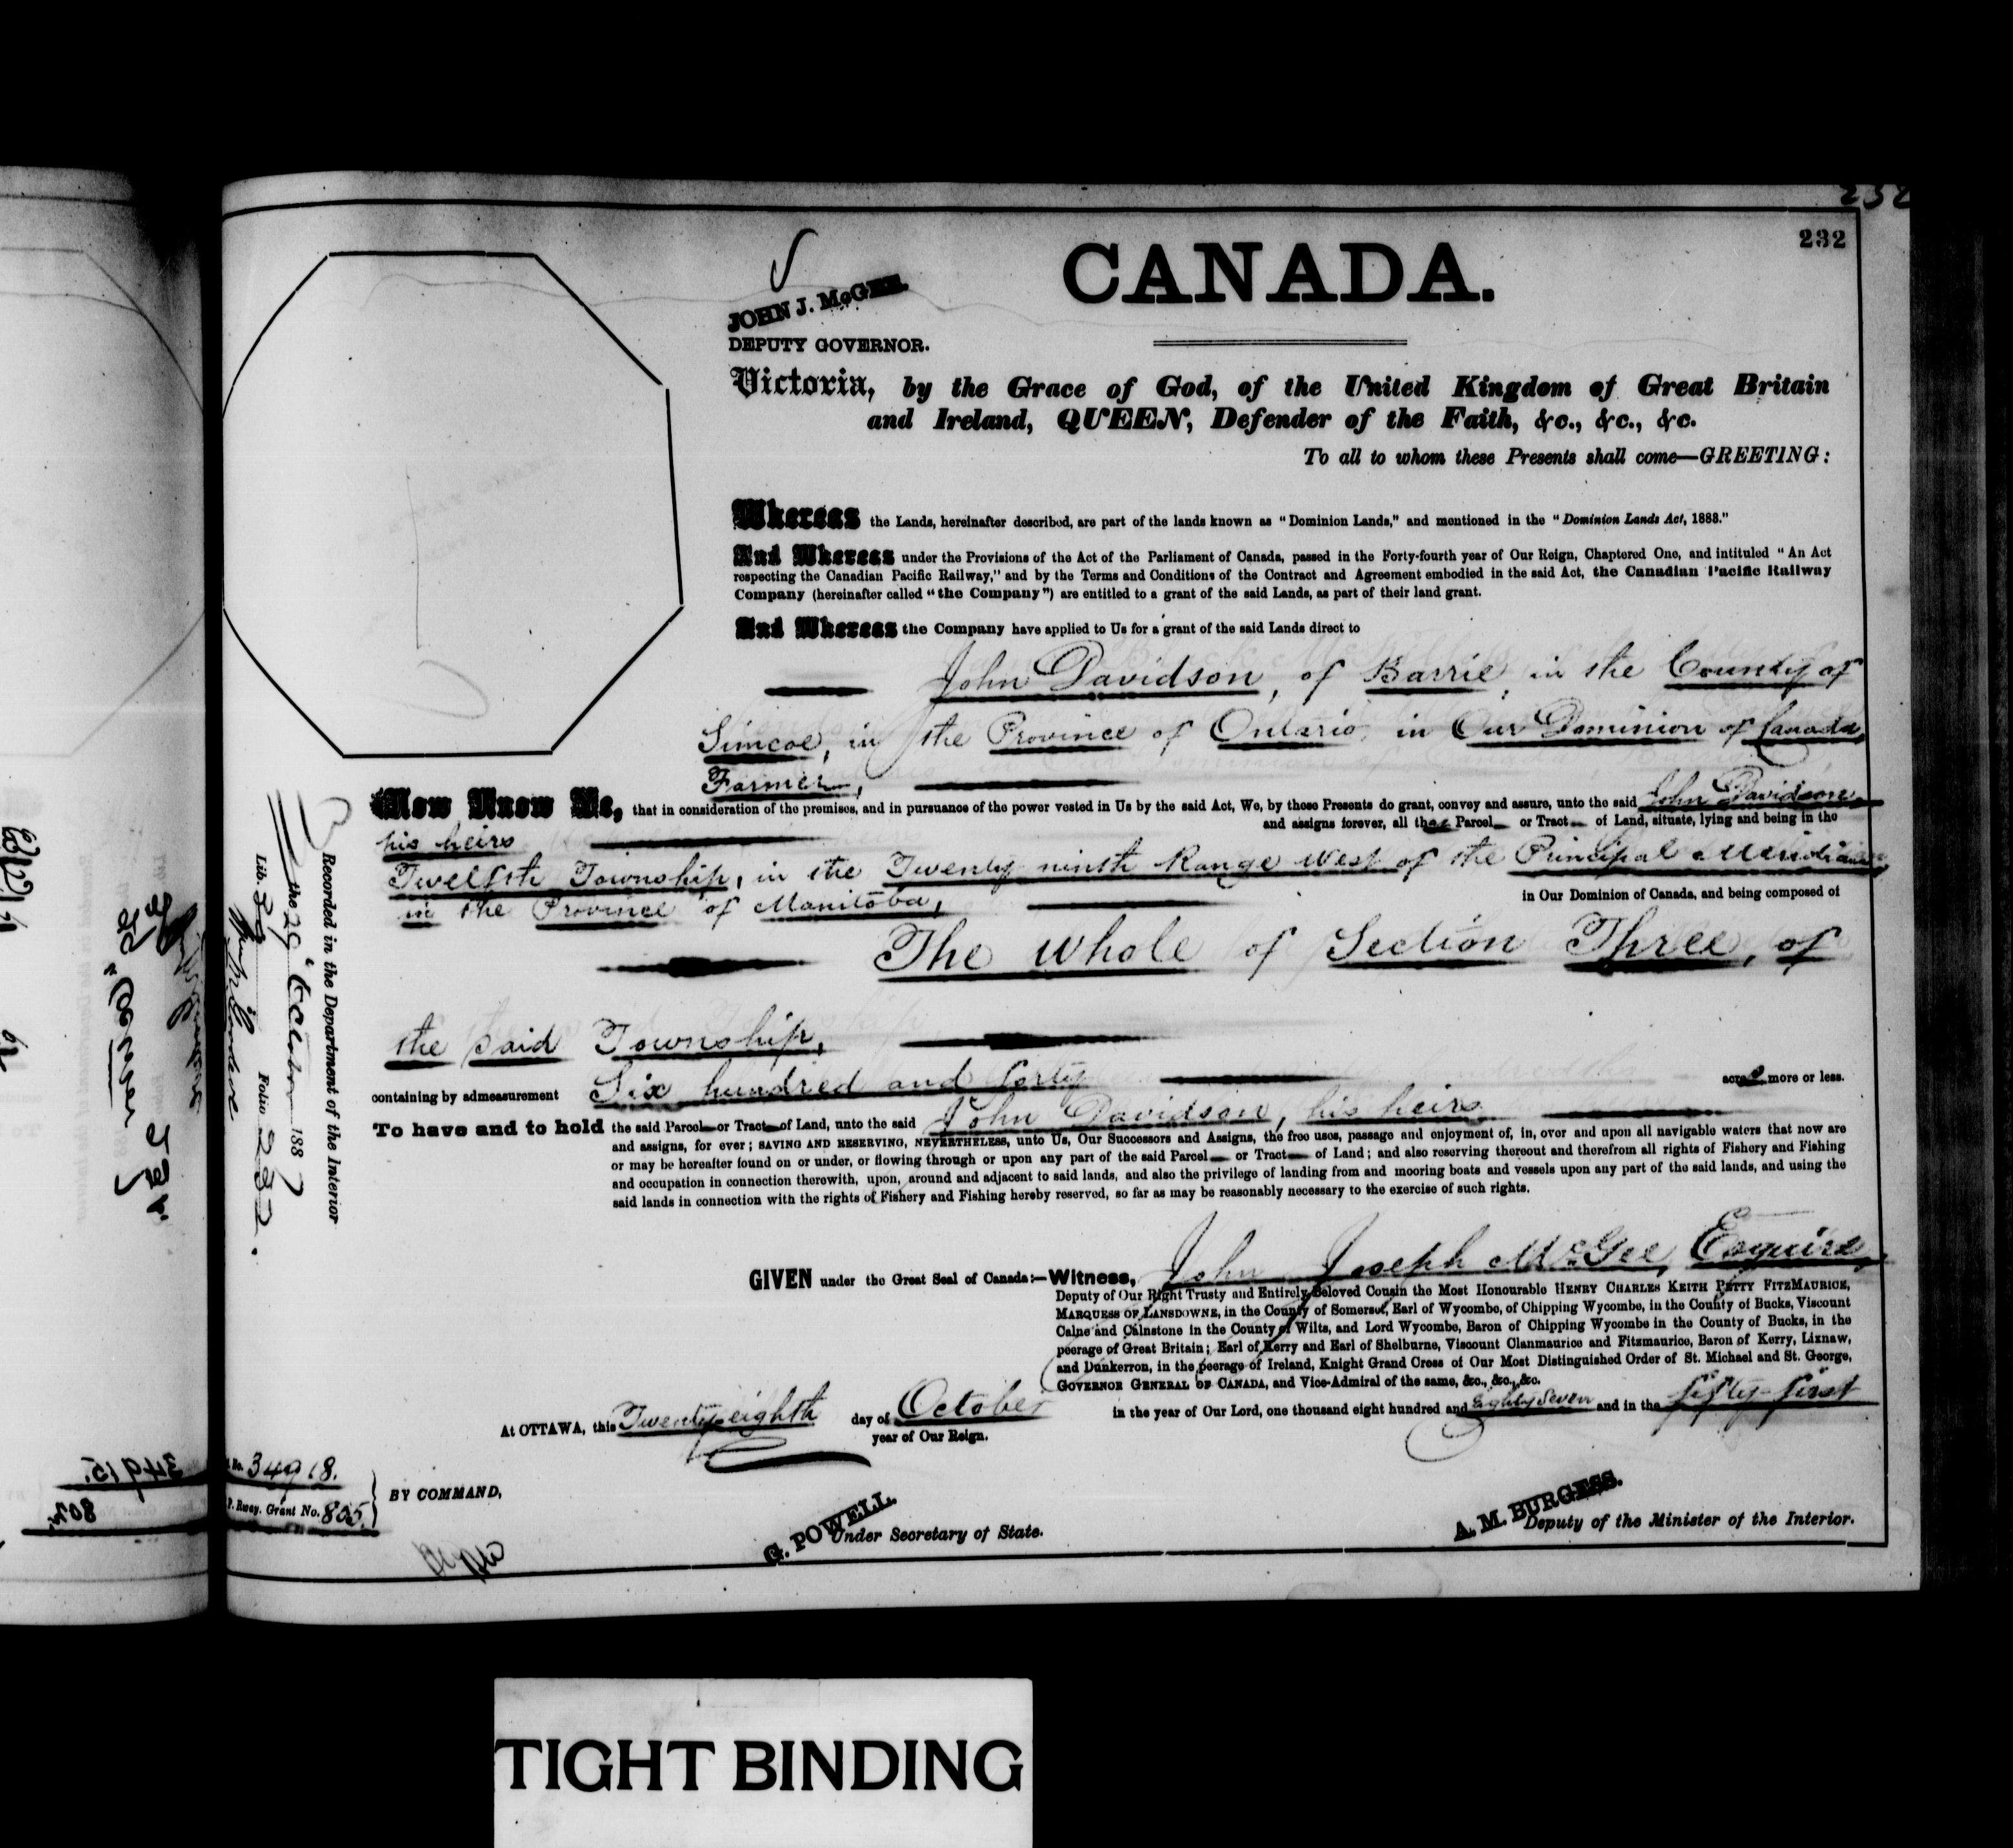 232
CANADA.
JOHN J. McGEE.
DEPUTY GOVERNOR.
Victoria, by the Grace of God, of the United Kingdom of Great Britain
and Ireland, QUEEN, Defender of the Faith, &c., &c., &c.
To all to whom these Presents shall come—GREETING:
Whereas the Lands, hereinafter described, are part of the lands known as "Dominion Lands," and mentioned in the "Dominion Lands Act, 1883."
And Whereas under the Provisions of the Act of the Parliament of Canada, passed in the Forty-fourth year of Our Reign, Chaptered One, and intituled "An Act
respecting the Canadian Pacific Railway," and by the Terms and Conditions of the Contract and Agreement embodied in the said Act, the Canadian Pacific Railway
Company (hereinafter called "the Company") are entitled to a grant of the said Lands, as part of their land grant.
And Whereas the Company have applied to Us for a grant of the said Lands direct to
John Davidson, of Barrie, in the County of
Simcoe, in the Province of Ontario, in Our Dominion of Canada,
Farmer,
Now Know Ye, that in consideration of the premises, and in pursuance of the power vested in Us by the said Act, We, by these Presents do grant, convey and assure, unto the said John Davidson,
his heirs and assigns forever, all that Parcel or Tract of Land, situate, lying and being in the
Twelfth Township, in the Twenty ninth Range West of the Principal Meridian,
in the Province of Manitoba, in Our Dominion of Canada, and being composed of
The Whole of Section Three, of
the said Township,
containing by admeasurement Six hundred and forty acres more or less.
To have and to hold the said Parcel or Tract of Land, unto the said John Davidson, his heirs
and assigns, for ever; SAVING AND RESERVING, NEVERTHELESS, unto Us, Our Successors and Assigns, the free uses, passage and enjoyment of, in, over and upon all navigable waters that now are
or may be hereafter found on or under, or flowing through or upon any part of the said Parcel or Tract of Land; and also reserving thereout and therefrom all rights of Fishery and Fishing
and occupation in connection therewith, upon, around and adjacent to said lands, and also the privilege of landing from and mooring boats and vessels upon any part of the said lands, and using the
said lands in connection with the rights of Fishery and Fishing hereby reserved, so far as may be reasonably necessary to the exercise of such rights.
GIVEN under the Great Seal of Canada:—Witness, John Joseph McGee, Esquire,
Deputy of Our Right Trusty and Entirely Beloved Cousin the Most Honourable HENRY CHARLES KEITH PETTY FITZMAURICE,
MARQUESS OF LANSDOWNE, in the County of Somerset, Earl of Wycombe, of Chipping Wycombe, in the County of Bucks, Viscount
Calne and Calnstone in the County of Wilts, and Lord Wycombe, Baron of Chipping Wycombe in the County of Bucks, in the
peerage of Great Britain; Earl of Kerry and Earl of Shelburne, Viscount Clanmaurice and Fitzmaurice, Baron of Kerry, Lixnaw,
and Dunkerron, in the peerage of Ireland, Knight Grand Cross of Our Most Distinguished Order of St. Michael and St. George,
GOVERNOR GENERAL OF CANADA, and Vice-Admiral of the same, &c., &c., &c.
At OTTAWA, this Twenty-eighth day of October in the year of Our Lord, one thousand eight hundred and Eighty Seven and in the fifty-first
year of Our Reign.
BY COMMAND,
G. POWELL.
Under Secretary of State.
A. M. BURGESS.
Deputy of the Minister of the Interior.
Recorded in the Department of the Interior
the 29 October 1887
Lib. Folio 232.
No. 34918.
P. Rway. Grant No. 805
34915.
802
TIGHT BINDING